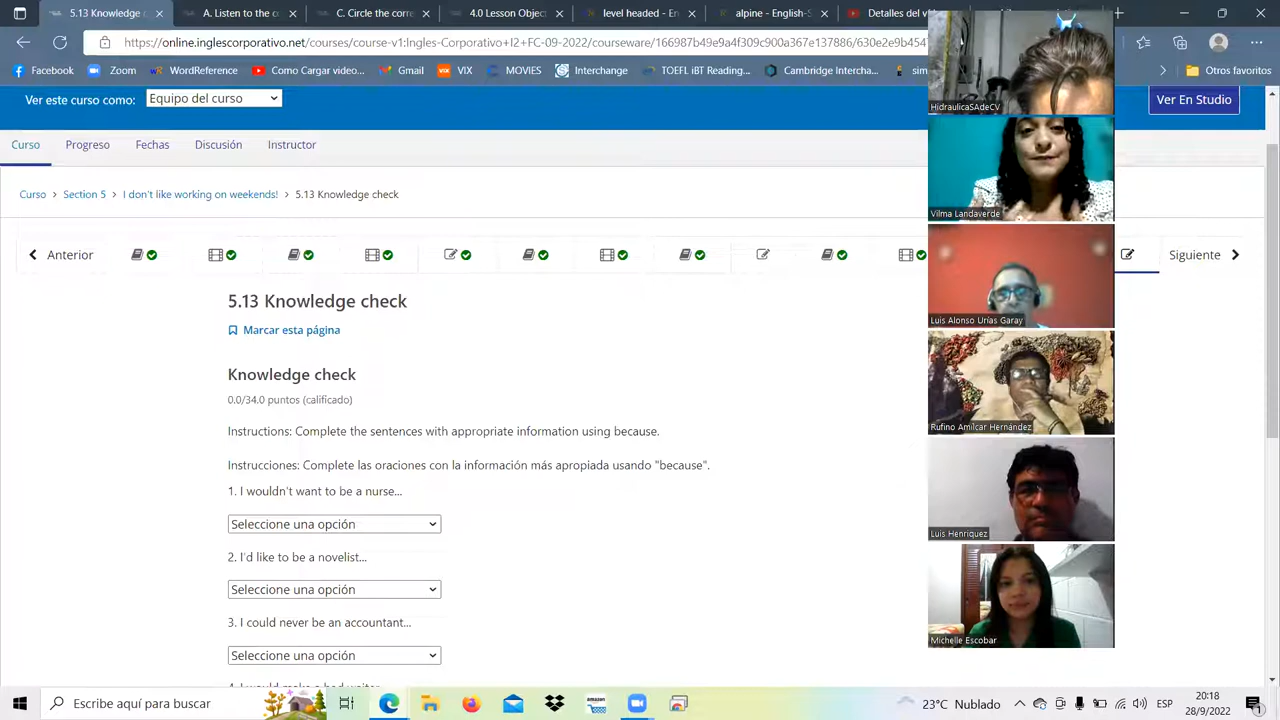 5.13 Knowledge check
A. Listen to the c
C. Circle the corre
4.0 Lesson Objec
level headed - En
alpine - English-
Detalles del v
https://online.inglescorporativo.net/courses/course-v1:Ingles-Corporativo+I2+FC-09-2022/courseware/166987b49e9a4f309c900a367e137886/630e2e9b454
Facebook
Zoom
WordReference
Como Cargar video...
Gmail
VIX
MOVIES
Interchange
TOEFL iBT Reading...
Cambridge Intercha...
sim
Otros favoritos
Ver este curso como:
Equipo del curso
Ver En Studio
Curso
Progreso
Fechas
Discusión
Instructor
Curso > Section 5 > I don't like working on weekends! > 5.13 Knowledge check
Anterior
Siguiente
5.13 Knowledge check
Marcar esta página
Knowledge check
0.0/34.0 puntos (calificado)
Instructions: Complete the sentences with appropriate information using because.
Instrucciones: Complete las oraciones con la información más apropiada usando "because".
1. I wouldn't want to be a nurse...
Seleccione una opción
2. I'd like to be a novelist...
Seleccione una opción
3. I could never be an accountant...
Seleccione una opción
HidraulicaSAdeCV
Vilma Landaverde
Luis Alonso Urías Garay
Rufino Amílcar Hernández
Luis Henriquez
Michelle Escobar
Escribe aquí para buscar
amazon
23°C Nublado
ESP
20:18
28/9/2022
1